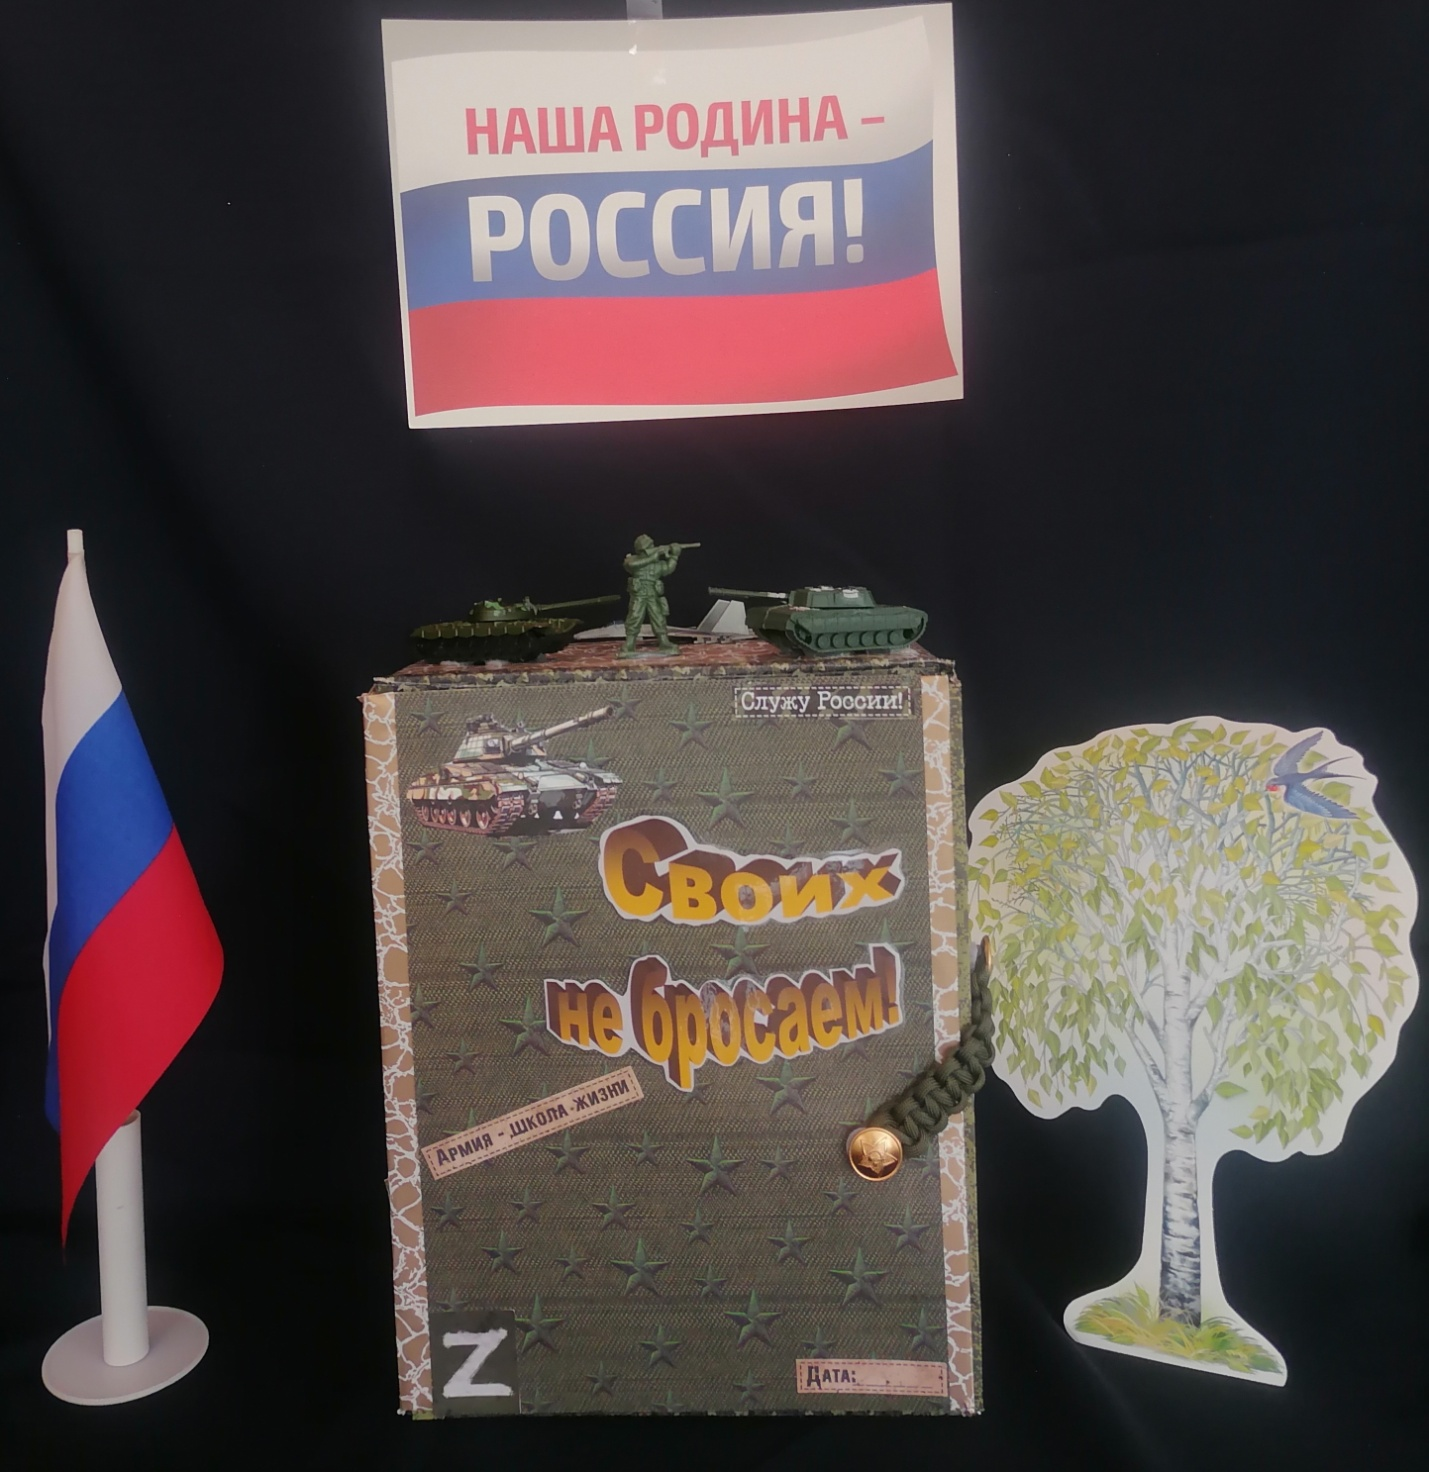 НАША РОДИНА –
РОССИЯ!
Служу России!
Своих
не бросаем!
Армия - школа жизни
Z
Дата: